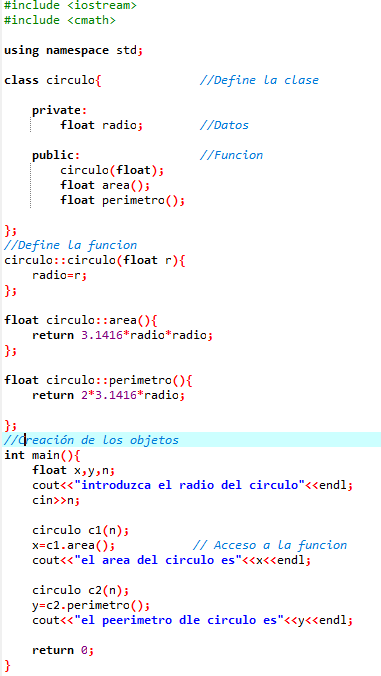 #include <iostream>
#include <cmath>
using namespace std;
class circulo{ //Define la clase
private:
float radio; //Datos
public: //Funcion
circulo(float);
float area();
float perimetro();
};
//Define la funcion
circulo::circulo(float r){
radio=r;
};
float circulo::area(){
return 3.1416*radio*radio;
};
float circulo::perimetro(){
return 2*3.1416*radio;
};
//Creación de los objetos
int main(){
float x,y,n;
cout<<"introduzca el radio del circulo"<<endl;
cin>>n;
circulo c1(n);
x=c1.area(); // Acceso a la funcion
cout<<"el area del circulo es"<<x<<endl;
circulo c2(n);
y=c2.perimetro();
cout<<"el peerimetro dle circulo es"<<y<<endl;
return 0;
}